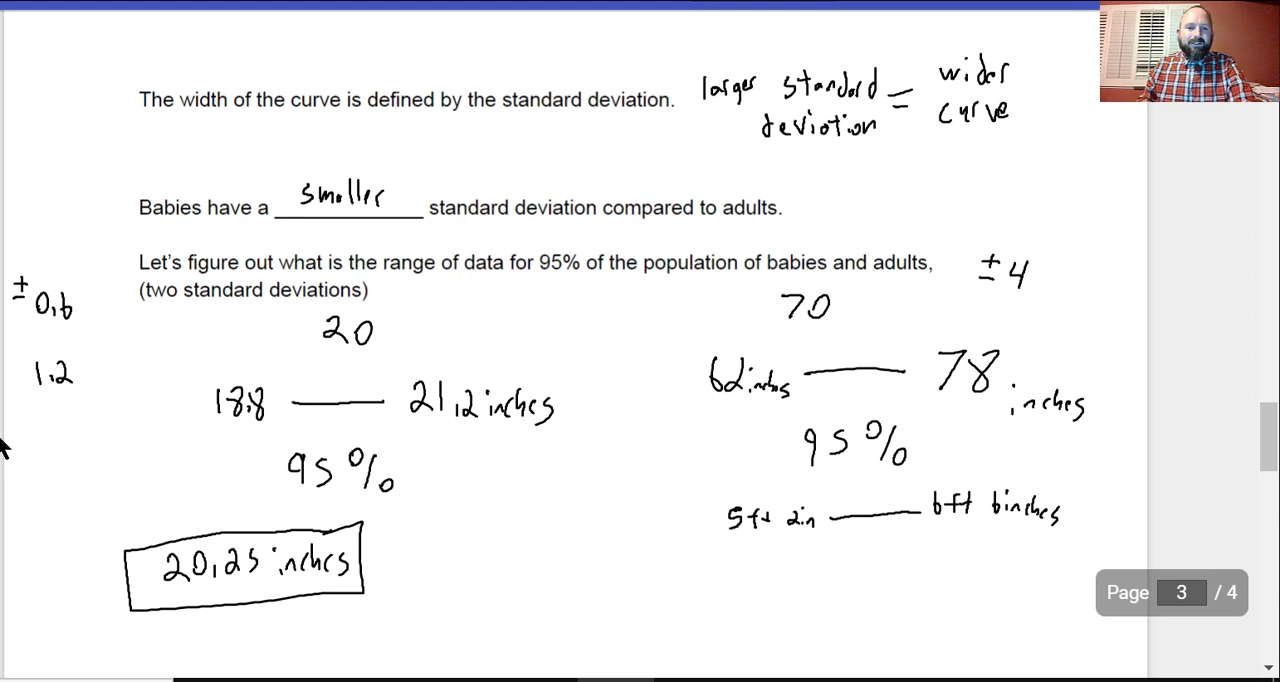 The width of the curve is defined by the standard deviation.
larger standard deviation = wider curve
Babies have a smaller standard deviation compared to adults.
Let's figure out what is the range of data for 95% of the population of babies and adults,
(two standard deviations)
± 0.6
1.2
20
18.8 — 21.2 inches
95%
20.25 inches
± 4
70
62 inches — 78 inches
95%
5ft 2in — 6ft 6inches
Page 3 / 4